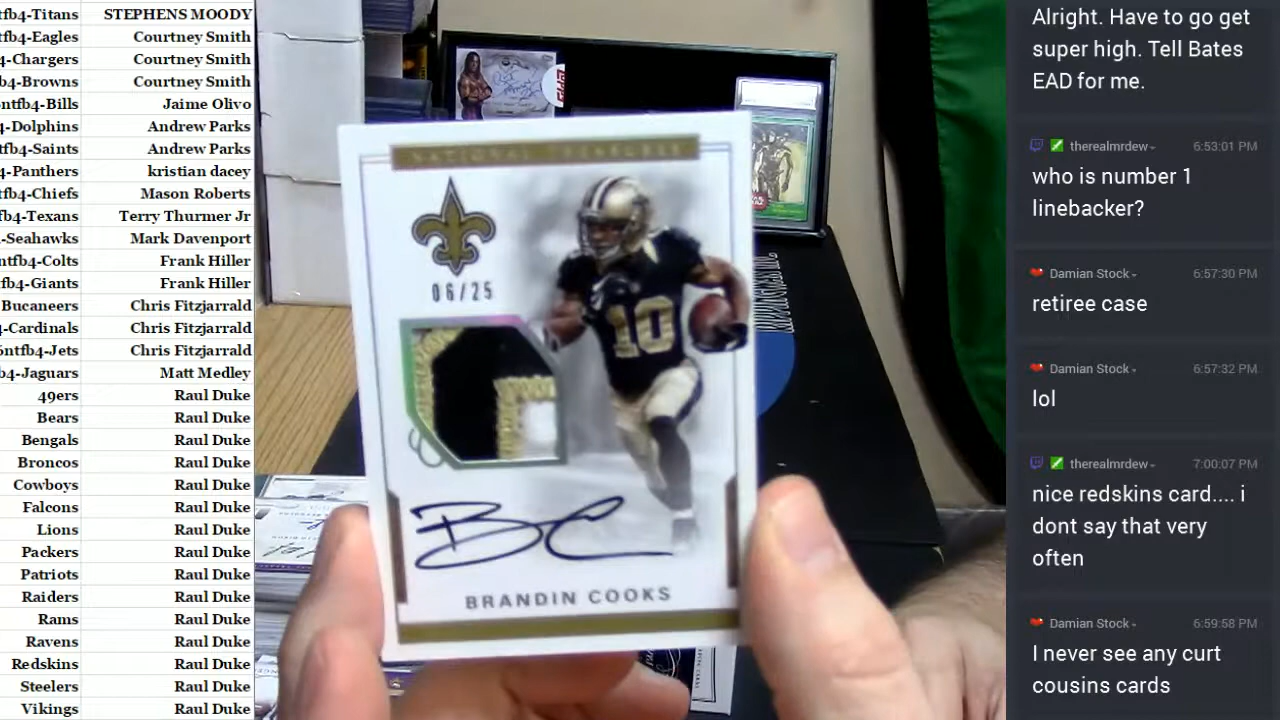 tfb4-Titans STEPHENS MOODY
tfb4-Eagles Courtney Smith
4-Chargers Courtney Smith
b4-Browns Courtney Smith
ntfb4-Bills Jaime Olivo
-Dolphins Andrew Parks
tfb4-Saints Andrew Parks
4-Panthers kristian dacey
fb4-Chiefs Mason Roberts
fb4-Texans Terry Thurmer Jr
-Seahawks Mark Davenport
ntfb4-Colts Frank Hiller
tfb4-Giants Frank Hiller
Bucaneers Chris Fitzjarrald
-Cardinals Chris Fitzjarrald
6ntfb4-Jets Chris Fitzjarrald
b4-Jaguars Matt Medley
49ers Raul Duke
Bears Raul Duke
Bengals Raul Duke
Broncos Raul Duke
Cowboys Raul Duke
Falcons Raul Duke
Lions Raul Duke
Packers Raul Duke
Patriots Raul Duke
Raiders Raul Duke
Rams Raul Duke
Ravens Raul Duke
Redskins Raul Duke
Steelers Raul Duke
Vikings Raul Duke
NATIONAL TREASURES
06/25
10
BRANDIN COOKS
Alright. Have to go get
super high. Tell Bates
EAD for me.
therealmrdew 6:53:01 PM
who is number 1
linebacker?
Damian Stock 6:57:30 PM
retiree case
Damian Stock 6:57:32 PM
lol
therealmrdew 7:00:07 PM
nice redskins card.... i
dont say that very
often
Damian Stock 6:59:58 PM
I never see any curt
cousins cards